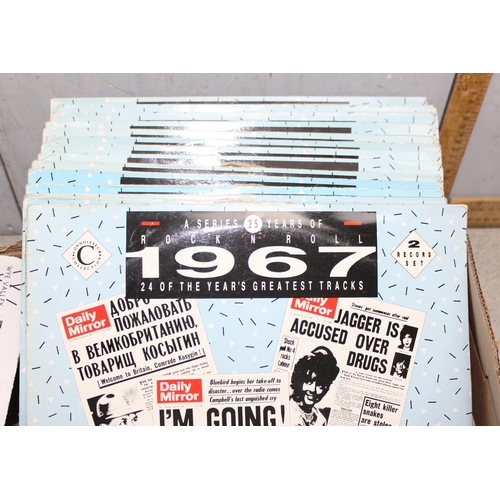 A SERIES 25 YEARS OF
ROCK 'N' ROLL
1967
24 OF THE YEAR'S GREATEST TRACKS
C
2
RECORD
SET
Daily
Mirror
ДОБРО
ПОЖАЛОВАТЬ
В ВЕЛИКОБРИТАНИЮ,
ТОВАРИЩ КОСЫГИН
Welcome to Britain, Comrade Kosygin!
Daily
Mirror
Bluebird begins her take-off to
disaster... over the radio comes
Campbell's last anguished cry
I'M GOING!
Daily
Mirror
JAGGER IS
ACCUSED OVER
DRUGS
Eight killer
snakes
are stolen